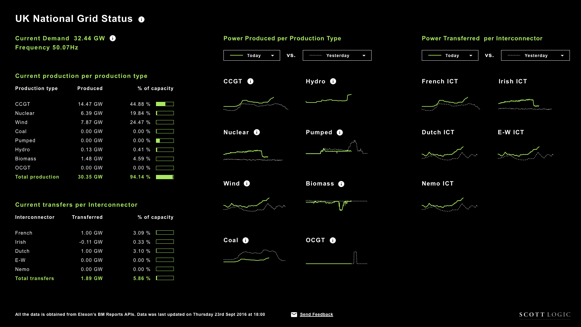 UK National Grid Status
Current Demand 32.44 GW
Frequency 50.07Hz
Current production per production type
Production type Produced % of capacity
CCGT 14.47 GW 44.88 %
Nuclear 6.39 GW 19.84 %
Wind 7.87 GW 24.47 %
Coal 0.00 GW 0.00 %
Pumped 0.00 GW 0.00 %
Hydro 0.13 GW 0.41 %
Biomass 1.48 GW 4.59 %
OCGT 0.00 GW 0.00 %
Total production 30.35 GW 94.14 %
Current transfers per Interconnector
Interconnector Transferred % of capacity
French 1.00 GW 3.09 %
Irish -0.11 GW 0.33 %
Dutch 1.00 GW 3.10 %
E-W 0.00 GW 0.00 %
Nemo 0.00 GW 0.00 %
Total transfers 1.89 GW 5.86 %
Power Produced per Production Type
Today vs. Yesterday
CCGT Hydro
Nuclear Pumped
Wind Biomass
Coal OCGT
Power Transferred per Interconnector
Today vs. Yesterday
French ICT Irish ICT
Dutch ICT E-W ICT
Nemo ICT
All the data is obtained from Elexon's BM Reports APIs. Data was last updated on Thursday 23rd Sept 2016 at 18:00
Send Feedback
SCOTT LOGIC